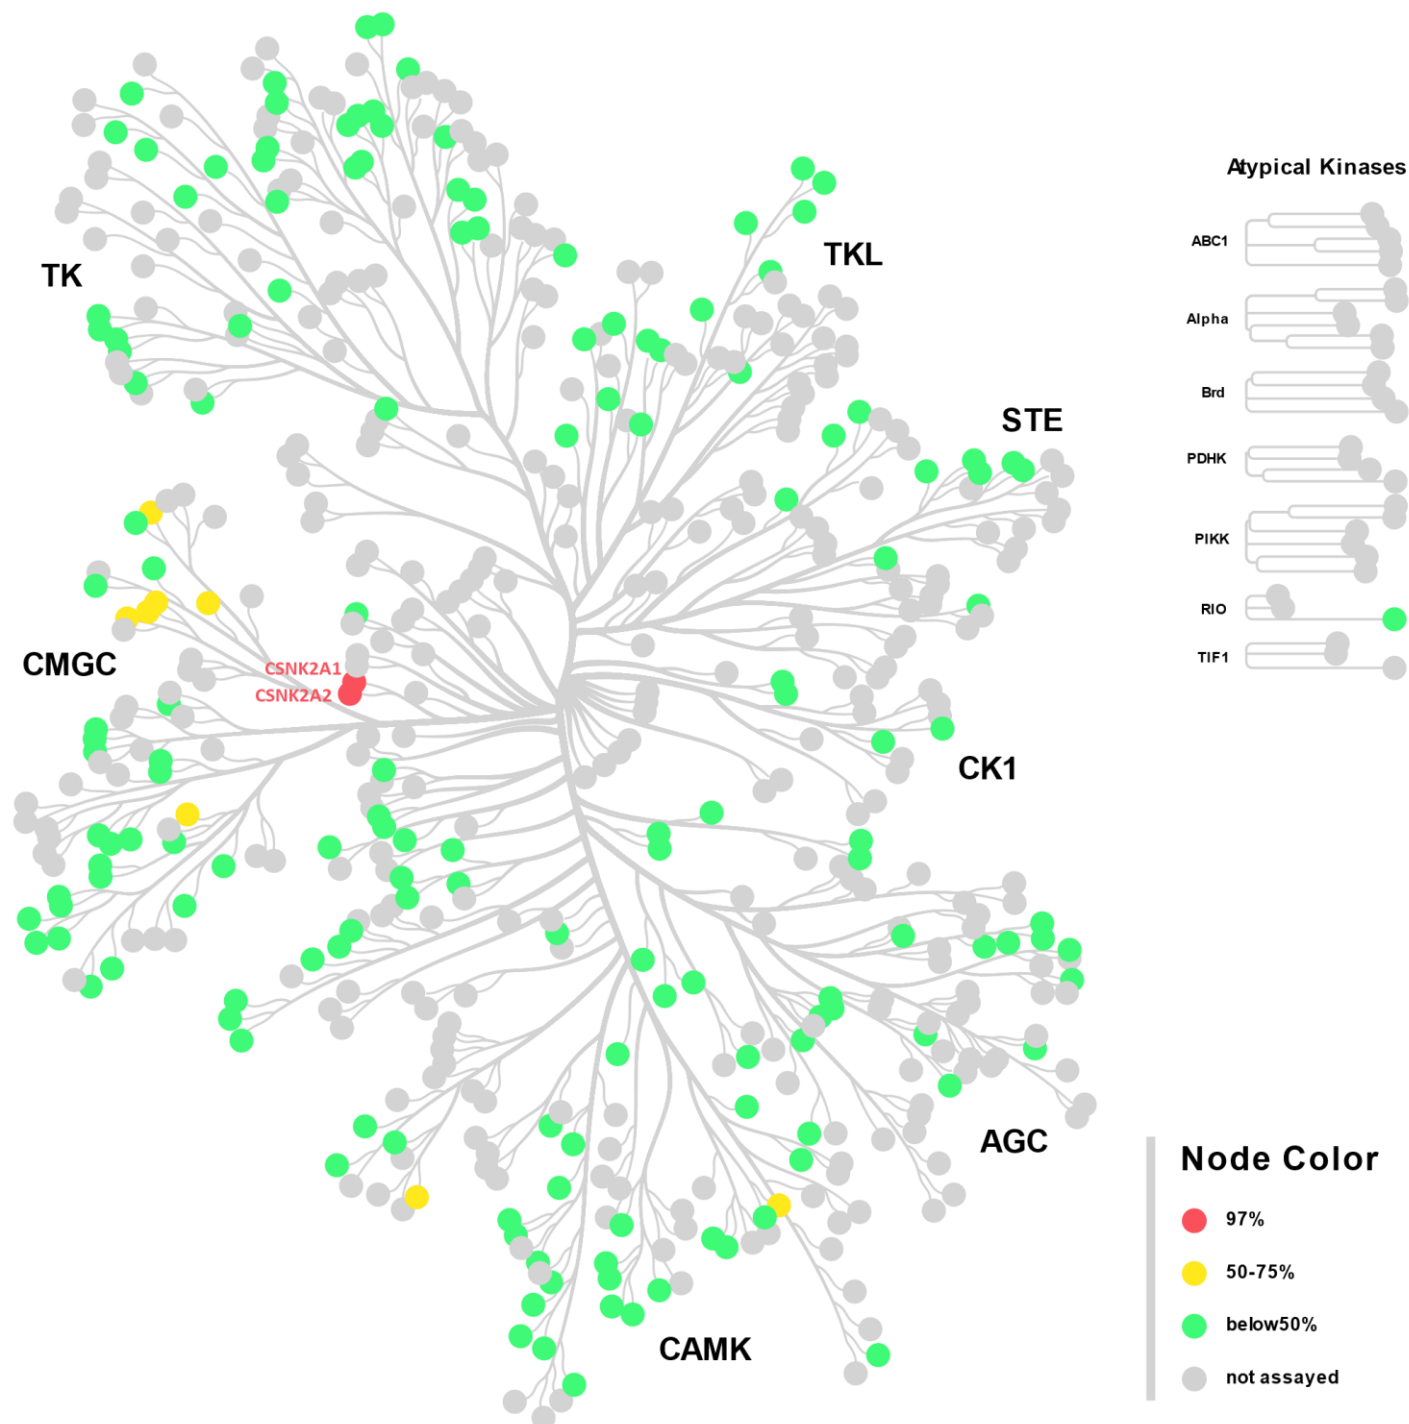 Atypical Kinases
ABC1
TKL
TK
Alpha
Brd
STE
PDHK
PIKK
RIO
CMGC
CSNK2A1
TIF1
CSNK2A2
CK1
AGC
Node Color
97%
50-75%
below50%
CAMK
not assayed